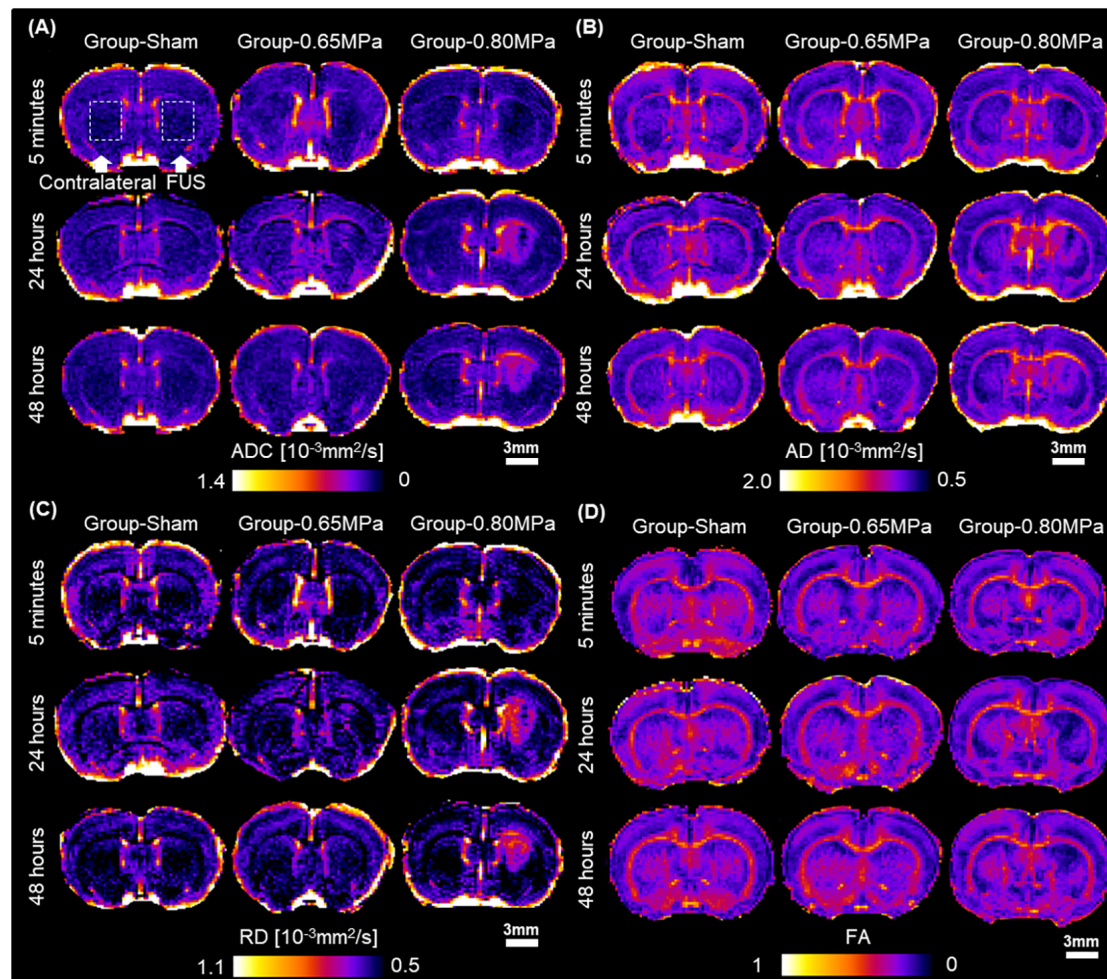 (A)
Group-Sham Group-0.65MPa Group-0.80MPa
5 minutes
Contralateral FUS
24 hours
48 hours
ADC [10-³mm²/s]
1.4 0
3mm
(B)
Group-Sham Group-0.65MPa Group-0.80MPa
5 minutes
24 hours
48 hours
AD [10-³mm²/s]
2.0 0.5
3mm
(C)
Group-Sham Group-0.65MPa Group-0.80MPa
5 minutes
24 hours
48 hours
RD [10-³mm²/s]
1.1 0.5
3mm
(D)
Group-Sham Group-0.65MPa Group-0.80MPa
5 minutes
24 hours
48 hours
FA
1 0
3mm